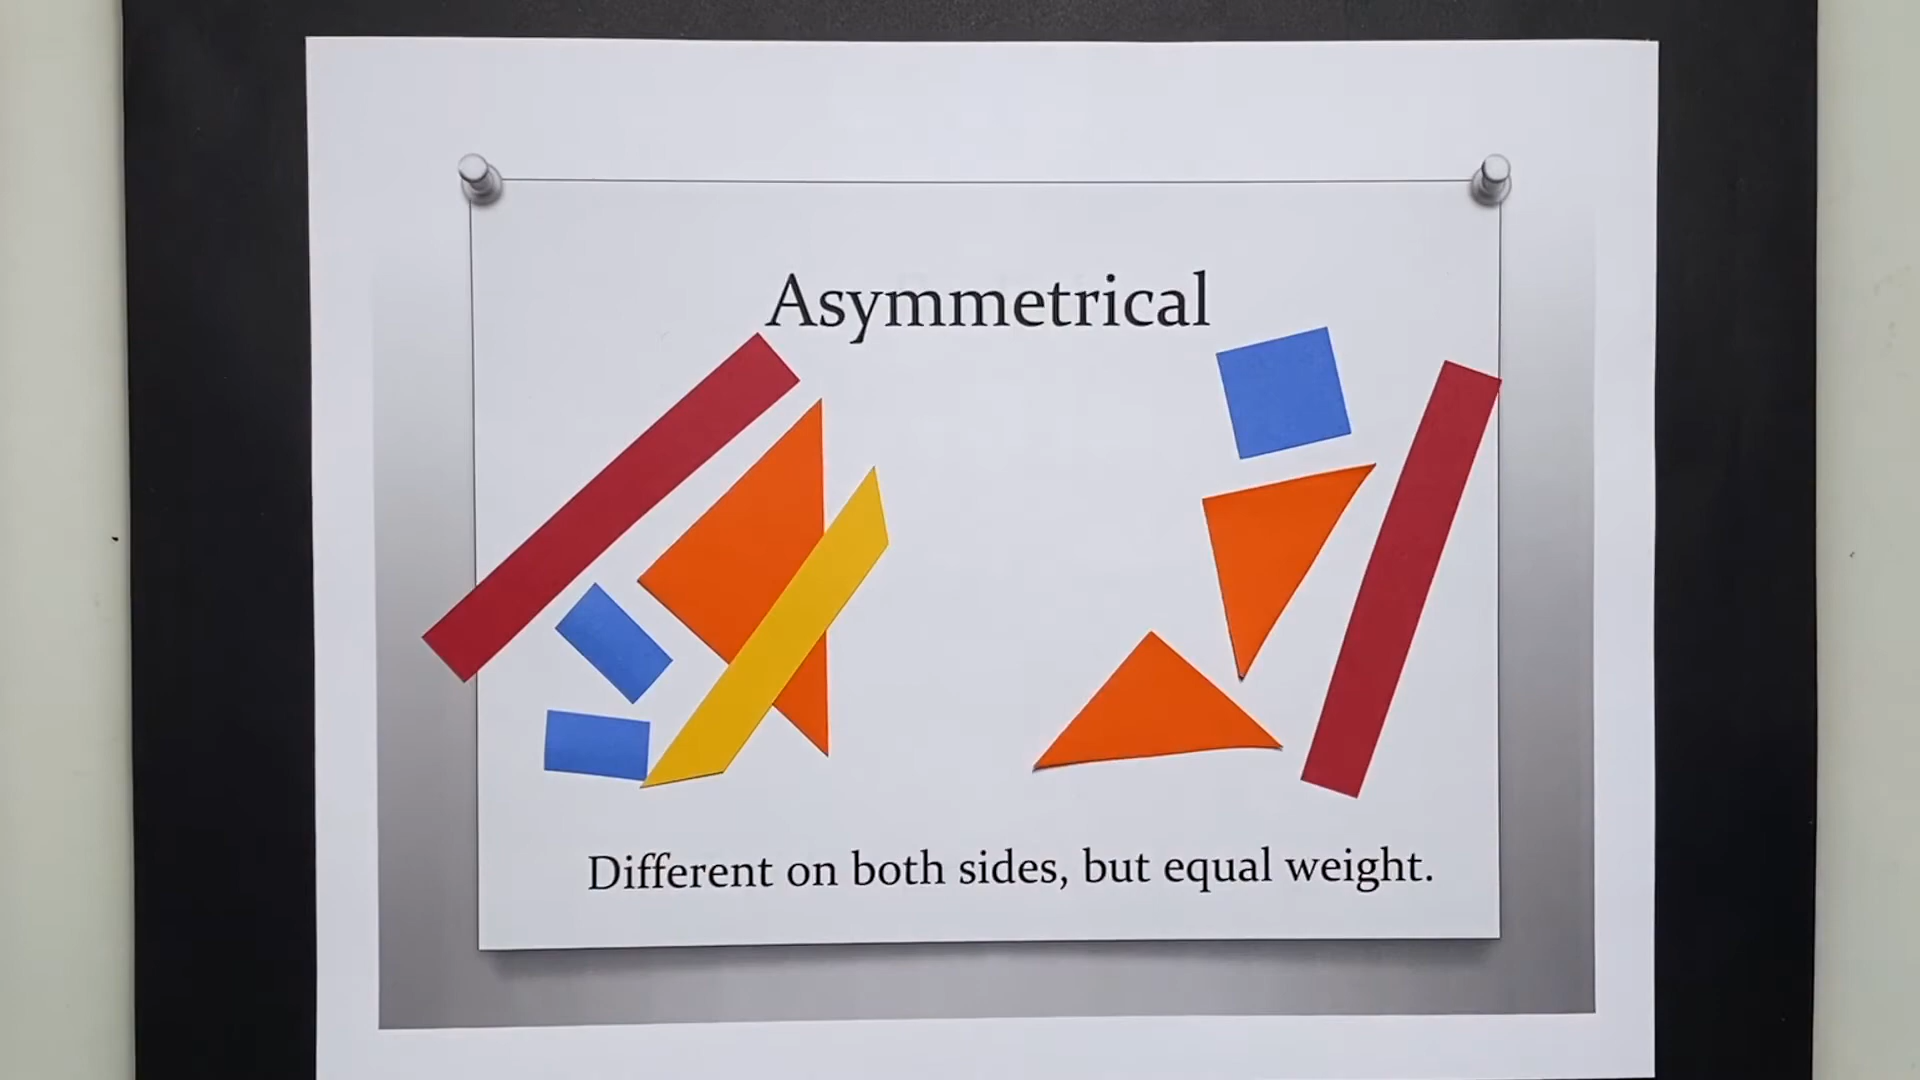 Asymmetrical
Different on both sides, but equal weight.